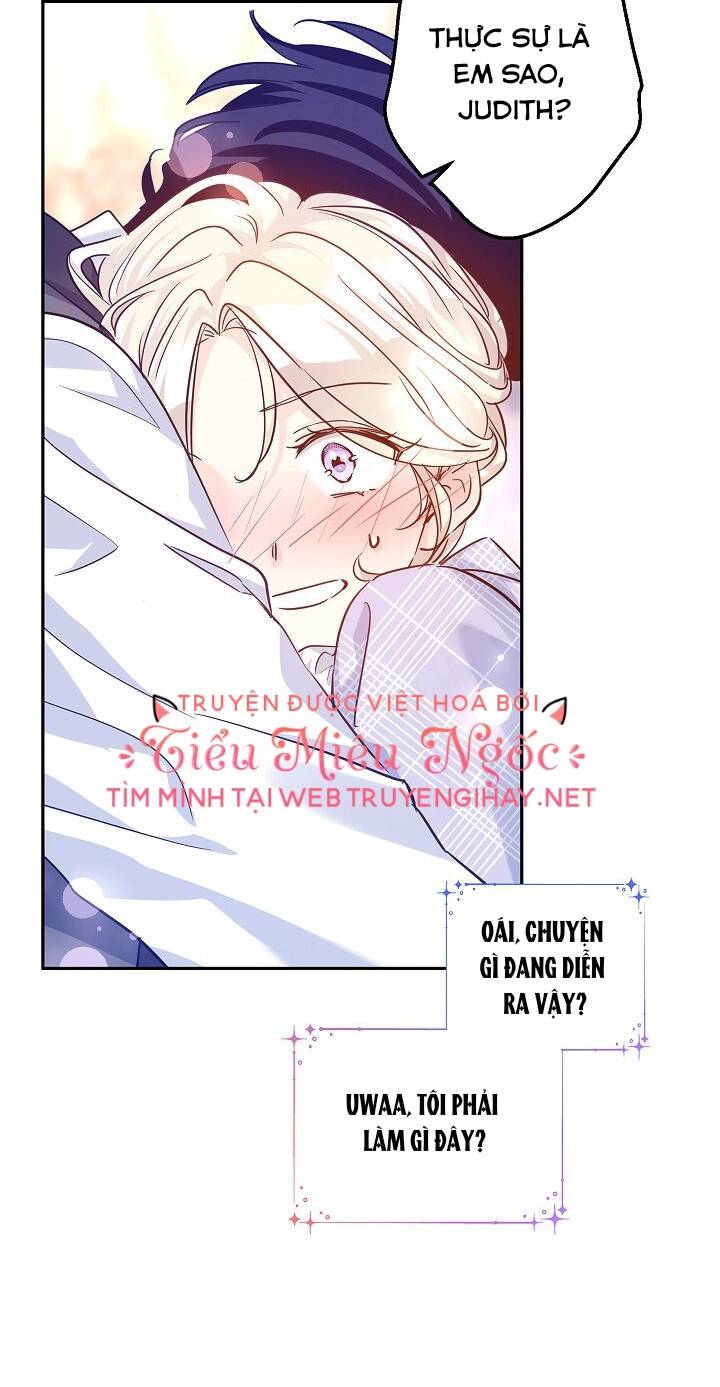 THỰC SỰ LÀ
EM SAO,
JUDITH?
TRUYỆN ĐƯỢC VIỆT HOÁ BỞI
Tiểu Miêu Ngốc
TÌM MÌNH TẠI WEB TRUYENGIHAY.NET
OÁI, CHUYỆN
GÌ ĐANG DIỄN
RA VẬY?
UWAA, TÔI PHẢI
LÀM GÌ ĐÂY?